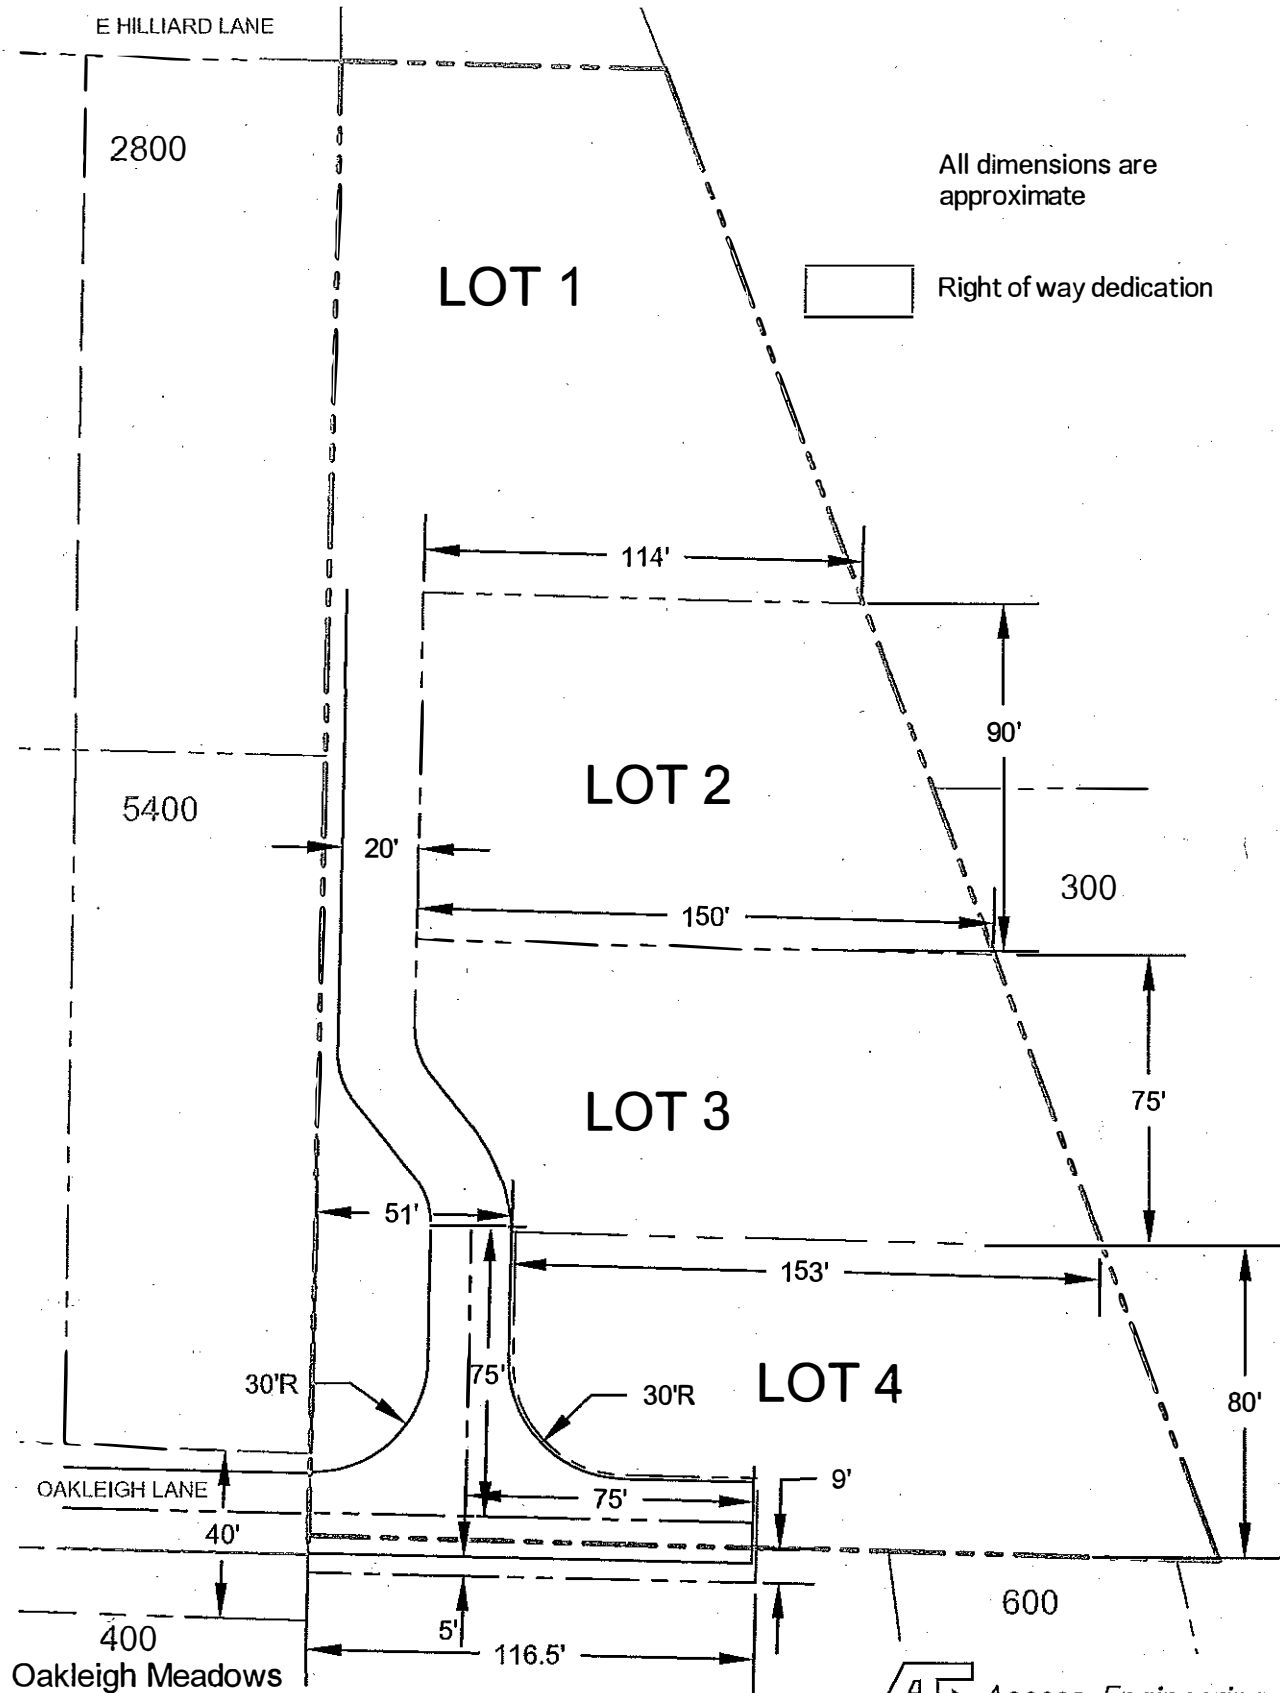 E HILLIARD LANE
2800
All dimensions are
approximate
LOT 1
Right of way dedication
114'
90'
LOT 2
5400
20'
300
150'
75'
LOT 3
51'
153'
75'
30'R
30'R
LOT 4
80'
OAKLEIGH LANE
75'
9'
40'
600
5'
400
116.5'
Oakleigh Meadows
Access Engineering